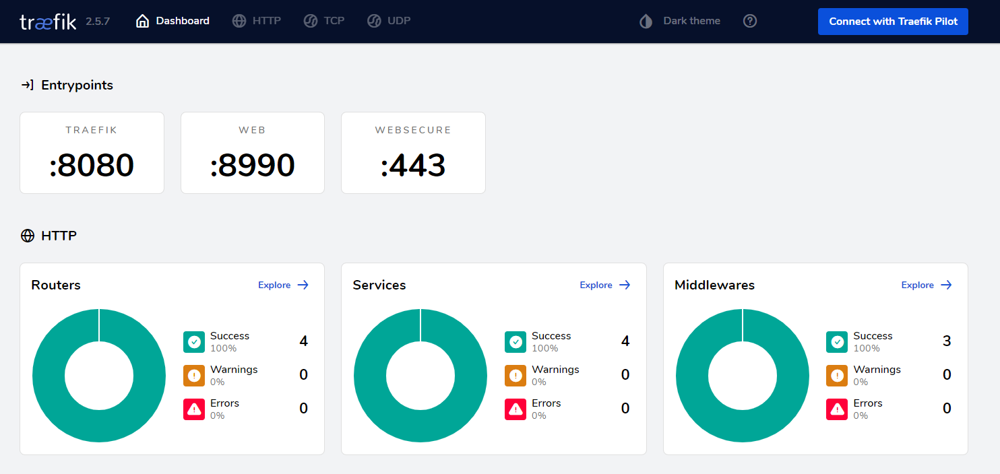 træfik 2.5.7 Dashboard HTTP TCP UDP Dark theme Connect with Traefik Pilot
Entrypoints
TRAEFIK WEB WEBSECURE
:8080 :8990 :443
HTTP
Routers Explore Services Explore Middlewares Explore
Success 4 Success 4 Success 3
100% 100% 100%
Warnings 0 Warnings 0 Warnings 0
0% 0% 0%
Errors 0 Errors 0 Errors 0
0% 0% 0%